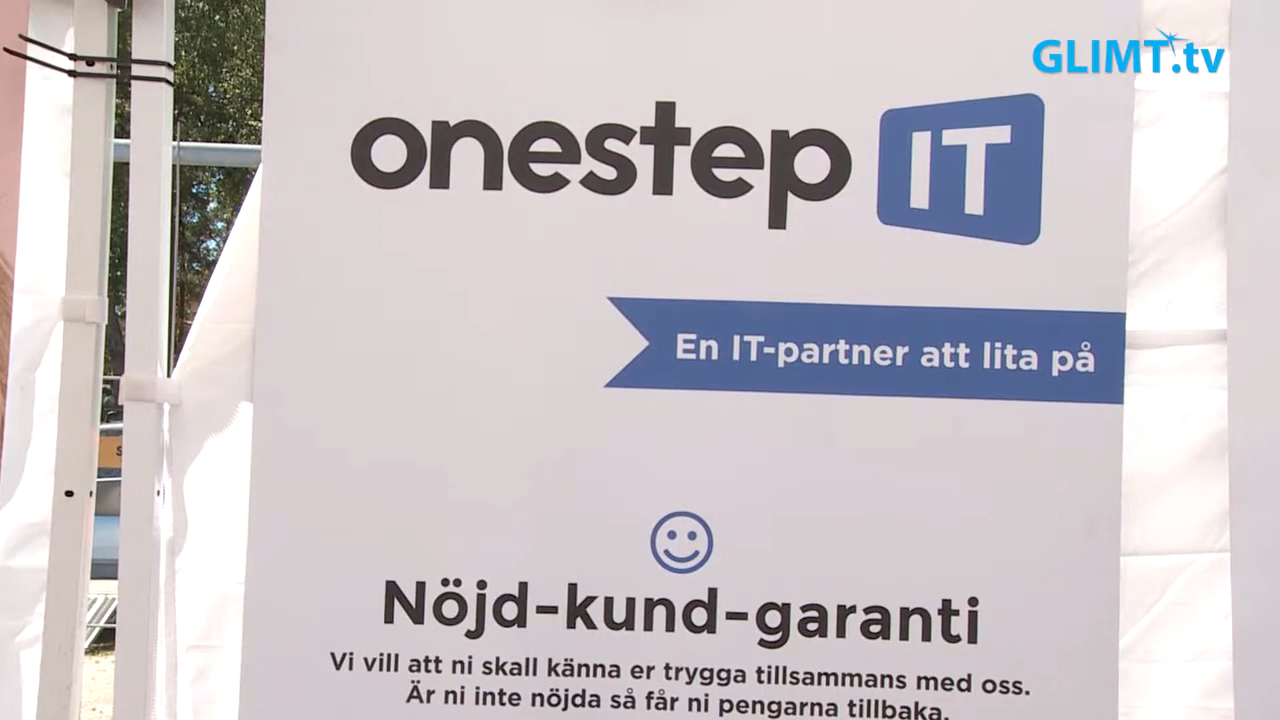 GLIMT.tv
onestep IT
En IT-partner att lita på
Nöjd-kund-garanti
Vi vill att ni skall känna er trygga tillsammans med oss.
Är ni inte nöjda så får ni pengarna tillbaka.